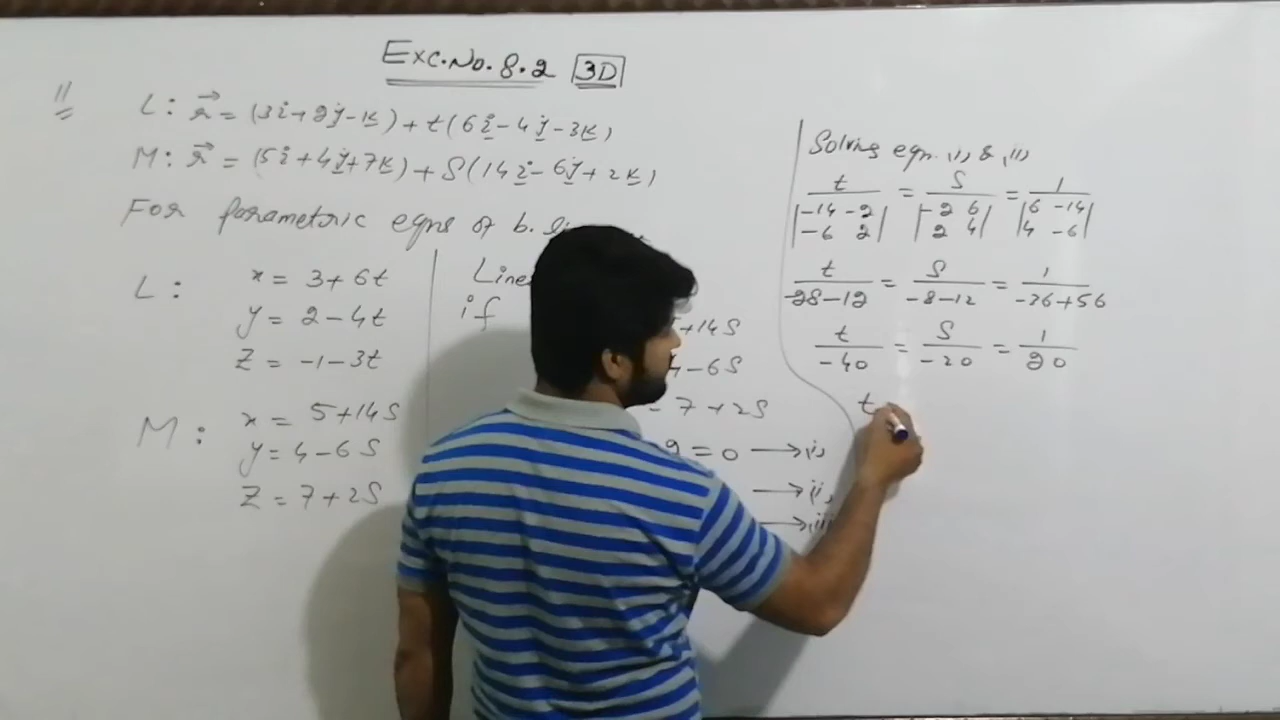 Exc. No. 8.2 3D
11
L: r⃗ = (3i + 2j - k) + t(6i - 4j - 3k)
M: r⃗ = (5i + 4j + 7k) + S(14i - 6j + 2k)
For parametric eqns of b.
L: x = 3 + 6t
y = 2 - 4t
z = -1 - 3t
M: x = 5 + 14S
y = 4 - 6S
z = 7 + 2S
Lines
if
+ 14S
- 6S
- 7 + 2S
= 0 → (i)
→ (ii)
→ (iii)
Solving eqn. (i) & (ii)
t / |-14 -2 -6 2| = S / |-2 6 2 4| = 1 / |6 -14 4 -6|
t / -28-12 = S / -8-12 = 1 / -36+56
t / -40 = S / -20 = 1 / 20
t